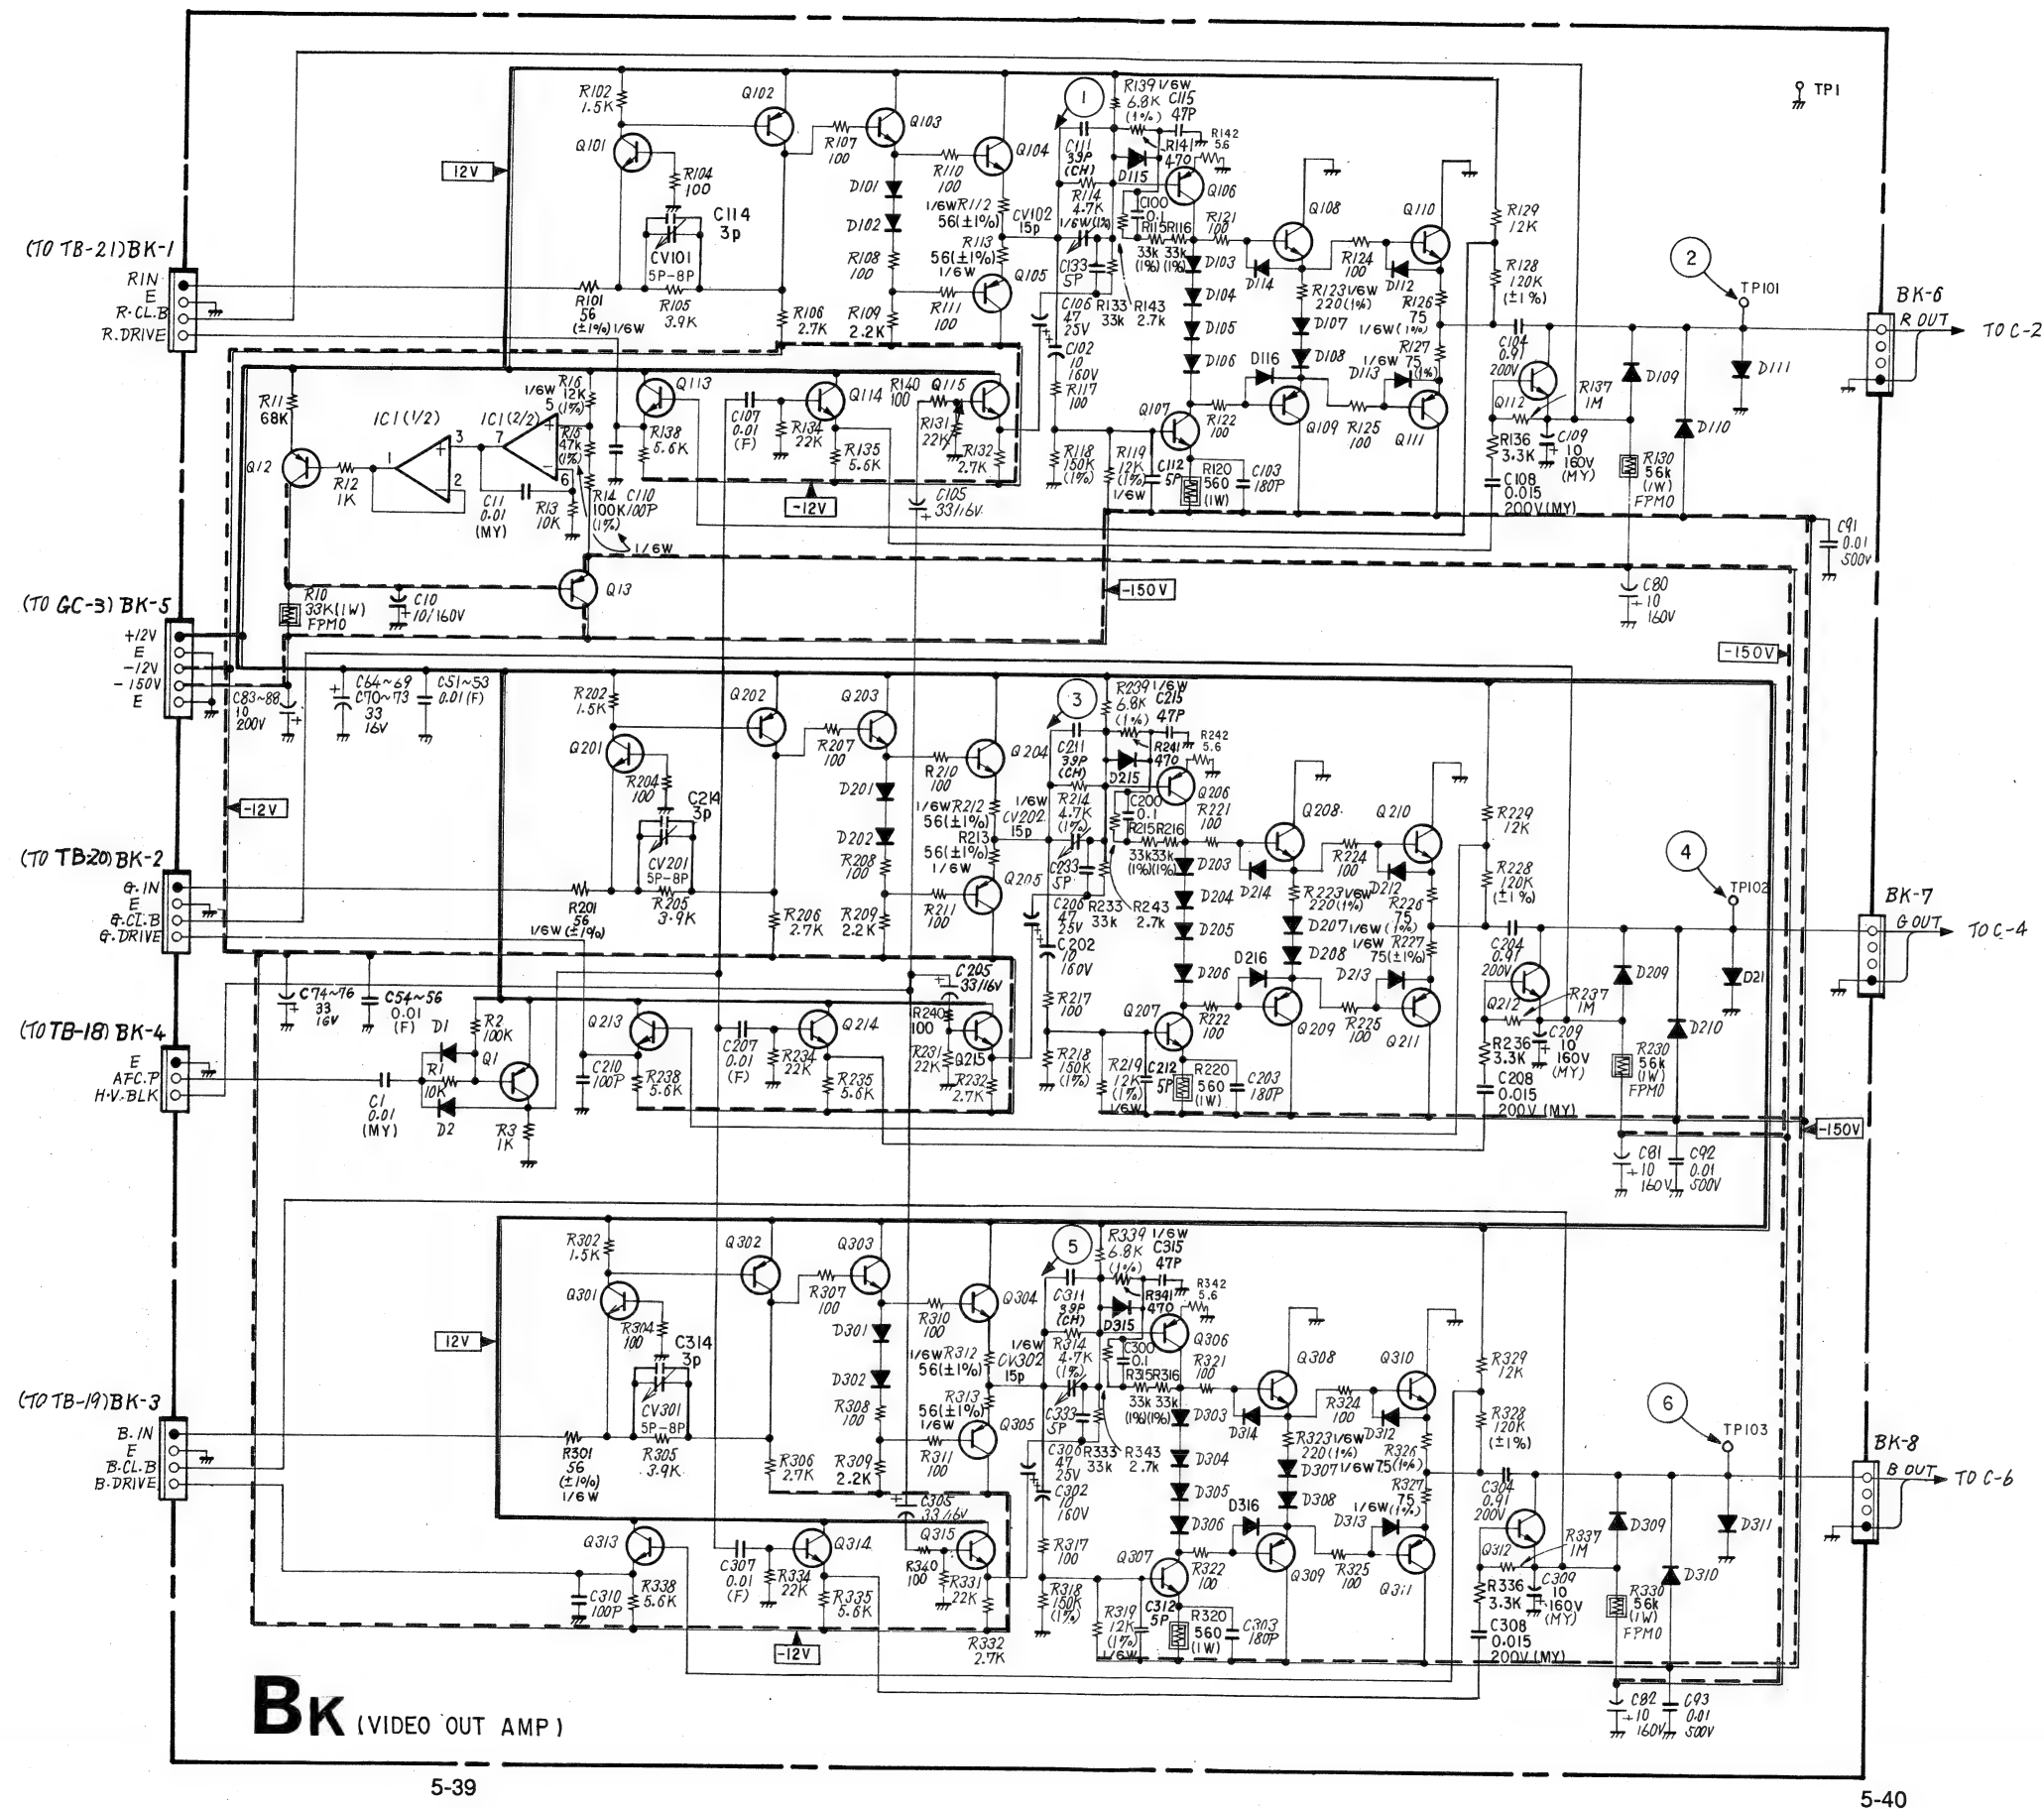 TP1
(TO TB-21) BK-1
RIN
E
R.CL.B
R.DRIVE
12V
R102
1.5K
Q101
Q102
R104
100
C114
3p
CV101
5P-8P
R101
56
(±1%) 1/6W
R105
3.9K
R106
2.7K
R107
100
Q103
D101
D102
R108
100
R109
2.2K
R110
100
Q104
1/6W R112
56(±1%)
R113
56(±1%)
1/6W
R111
100
Q105
CV102
15p
1
C111
39P
(CH)
R114
4.7K
1/6W(1%)
R139 1/6W
6.8K
(1%)
C115
47P
R141
470
D115
R142
5.6
Q106
C100
0.1
R115 R116
33k 33k
(1%) (1%)
C133
5P
R133
33k
R143
2.7k
C106
47
25V
C102
10
160V
R117
100
R118
150K
(1%)
R119
12K
(1%)
1/6W
C112
5P
R120
560
(1W)
C103
180P
D103
D104
D105
D106
Q107
R121
100
R122
100
D114
D116
Q108
R123 1/6W
220(1%)
D107
D108
Q109
R124
100
R125
100
D112
D113
Q110
Q111
R126
75
1/6W(1%)
R127
1/6W 75
(1%)
R129
12K
R128
120K
(±1%)
C104
0.91
200V
Q112
R137
1M
R136
3.3K
C109
10
160V
(MY)
C108
0.015
200V(MY)
D109
D110
D111
R130
56k
(1W)
FPMO
2
TP101
BK-6
R OUT
TO C-2
C91
0.01
500V
C80
10
160V
R11
68K
IC1(1/2)
IC1(2/2)
1
3
2
7
5
6
Q12
R12
1K
C11
0.01
(MY)
R13
10K
R16
1/6W 12K
(1%)
R15
47k
(1%)
R14
100K
(1%)
1/6W
C110
100P
Q113
R138
5.6K
C107
0.01
(F)
R134
22K
Q114
R135
5.6K
R140
100
Q115
R131
22K
R132
2.7K
C105
33/16V
-12V
Q13
-150V
R10
33K(1W)
FPMO
C10
10/160V
(TO GC-3) BK-5
+12V
E
-12V
-150V
E
C83~88
10
200V
C64~69
C70~73
33
16V
C51~53
0.01(F)
-150V
-12V
(TO TB20) BK-2
G.IN
E
G.CL.B
G.DRIVE
R202
1.5K
Q201
Q202
R204
100
C214
3p
CV201
5P-8P
R201
56
1/6W(±1%)
R205
3.9K
R206
2.7K
R207
100
Q203
D201
D202
R208
100
R209
2.2K
R210
100
Q204
1/6W R212
56(±1%)
R213
56(±1%)
1/6W
R211
100
Q205
1/6W
CV202
15p
3
C211
39P
(CH)
R214
4.7K
(1%)
R239 1/6W
6.8K
(1%)
C215
47P
R241
470
D215
R242
5.6
Q206
C200
0.1
R215 R216
33k 33k
(1%)(1%)
C233
5P
R233
33k
R243
2.7k
C206
47
25V
C202
10
160V
R217
100
R218
150K
(1%)
R219
12K
(1%)
1/6W
C212
5P
R220
560
(1W)
C203
180P
D203
D204
D205
D206
Q207
R221
100
R222
100
D214
D216
Q208
R223 1/6W
220(1%)
D207
D208
Q209
R224
100
R225
100
D212
D213
Q210
Q211
R226
75
1/6W(1%)
1/6W R227
75(±1%)
R229
12K
R228
120K
(±1%)
C204
0.91
200V
Q212
R237
1M
R236
3.3K
C209
10
160V
(MY)
C208
0.015
200V(MY)
D209
D210
D21
R230
56k
(1W)
FPMO
4
TP102
BK-7
G OUT
TO C-4
-150V
C81
10
160V
C92
0.01
500V
C74~76
33
16V
C54~56
0.01
(F)
(TO TB-18) BK-4
E
AFC.P
H.V.BLK
C1
0.01
(MY)
D1
R1
10K
D2
R2
100K
Q1
R3
1K
Q213
C210
100P
R238
5.6K
C207
0.01
(F)
R234
22K
Q214
R235
5.6K
C205
33/16V
R240
100
Q215
R231
22K
R232
2.7K
(TO TB-19) BK-3
B.IN
E
B.CL.B
B.DRIVE
12V
R302
1.5K
Q301
Q302
R304
100
C314
3p
CV301
5P-8P
R301
56
(±1%)
1/6W
R305
3.9K
R306
2.7K
R307
100
Q303
D301
D302
R308
100
R309
2.2K
R310
100
Q304
1/6W R312
56(±1%)
R313
56(±1%)
1/6W
R311
100
Q305
1/6W
CV302
15p
5
C311
39P
(CH)
R314
4.7K
(1%)
R339 1/6W
6.8K
(1%)
C315
47P
R341
470
D315
R342
5.6
Q306
C300
0.1
R315 R316
33k 33k
(1%)(1%)
C333
5P
R333
33k
R343
2.7k
C306
47
25V
C302
10
160V
R317
100
R318
150K
(1%)
R319
12K
(1%)
1/6W
C312
5P
R320
560
(1W)
C303
180P
D303
D304
D305
D306
Q307
R321
100
R322
100
D314
D316
Q308
R323 1/6W
220(1%)
D307
D308
Q309
R324
100
R325
100
D312
D313
Q310
Q311
R326
1/6W 75(1%)
R327
75
1/6W(1%)
R329
12K
R328
120K
(±1%)
C304
0.91
200V
Q312
R337
1M
R336
3.3K
C309
10
160V
(MY)
C308
0.015
200V(MY)
D309
D310
D311
R330
56k
(1W)
FPMO
6
TP103
BK-8
B OUT
TO C-6
C82
10
160V
C93
0.01
500V
Q313
C310
100P
R338
5.6K
C307
0.01
(F)
R334
22K
Q314
R335
5.6K
C305
33/16V
R340
100
Q315
R331
22K
R332
2.7K
-12V
BK (VIDEO OUT AMP)
5-39
5-40